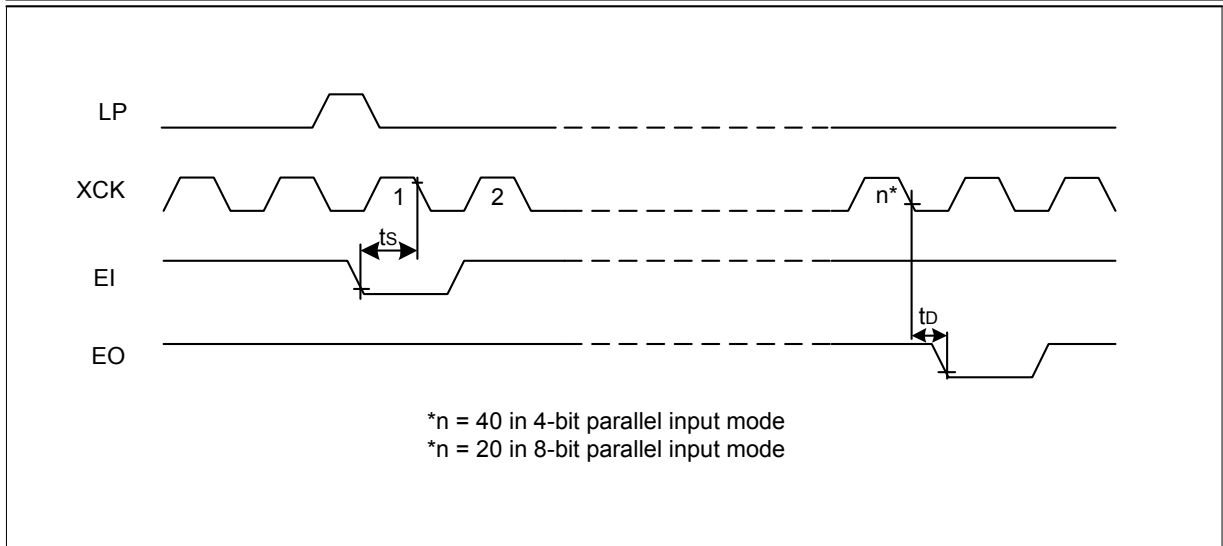 LP
XCK
1
2
n*
ts
EI
tD
EO
*n = 40 in 4-bit parallel input mode
*n = 20 in 8-bit parallel input mode